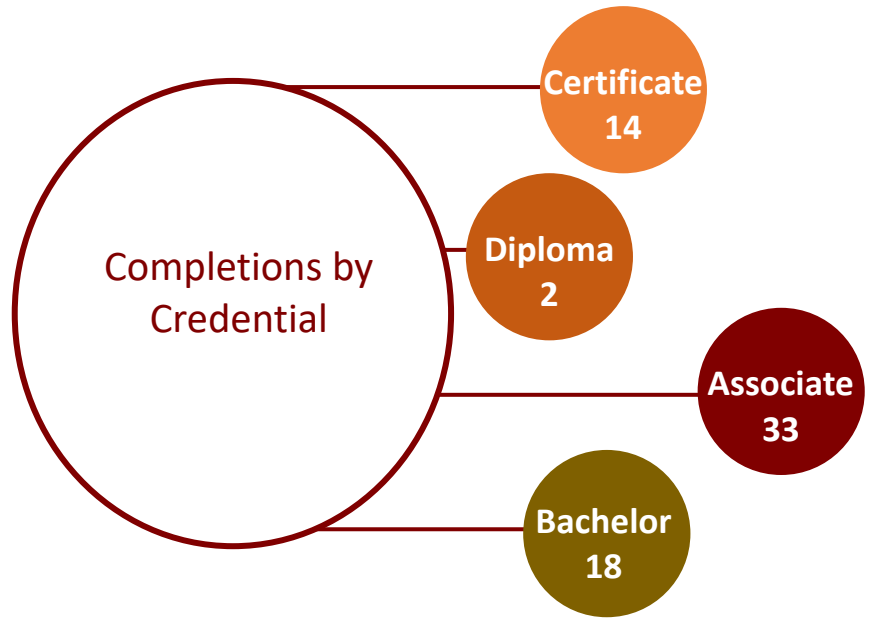 Completions by
Credential
Certificate
14
Diploma
2
Associate
33
Bachelor
18